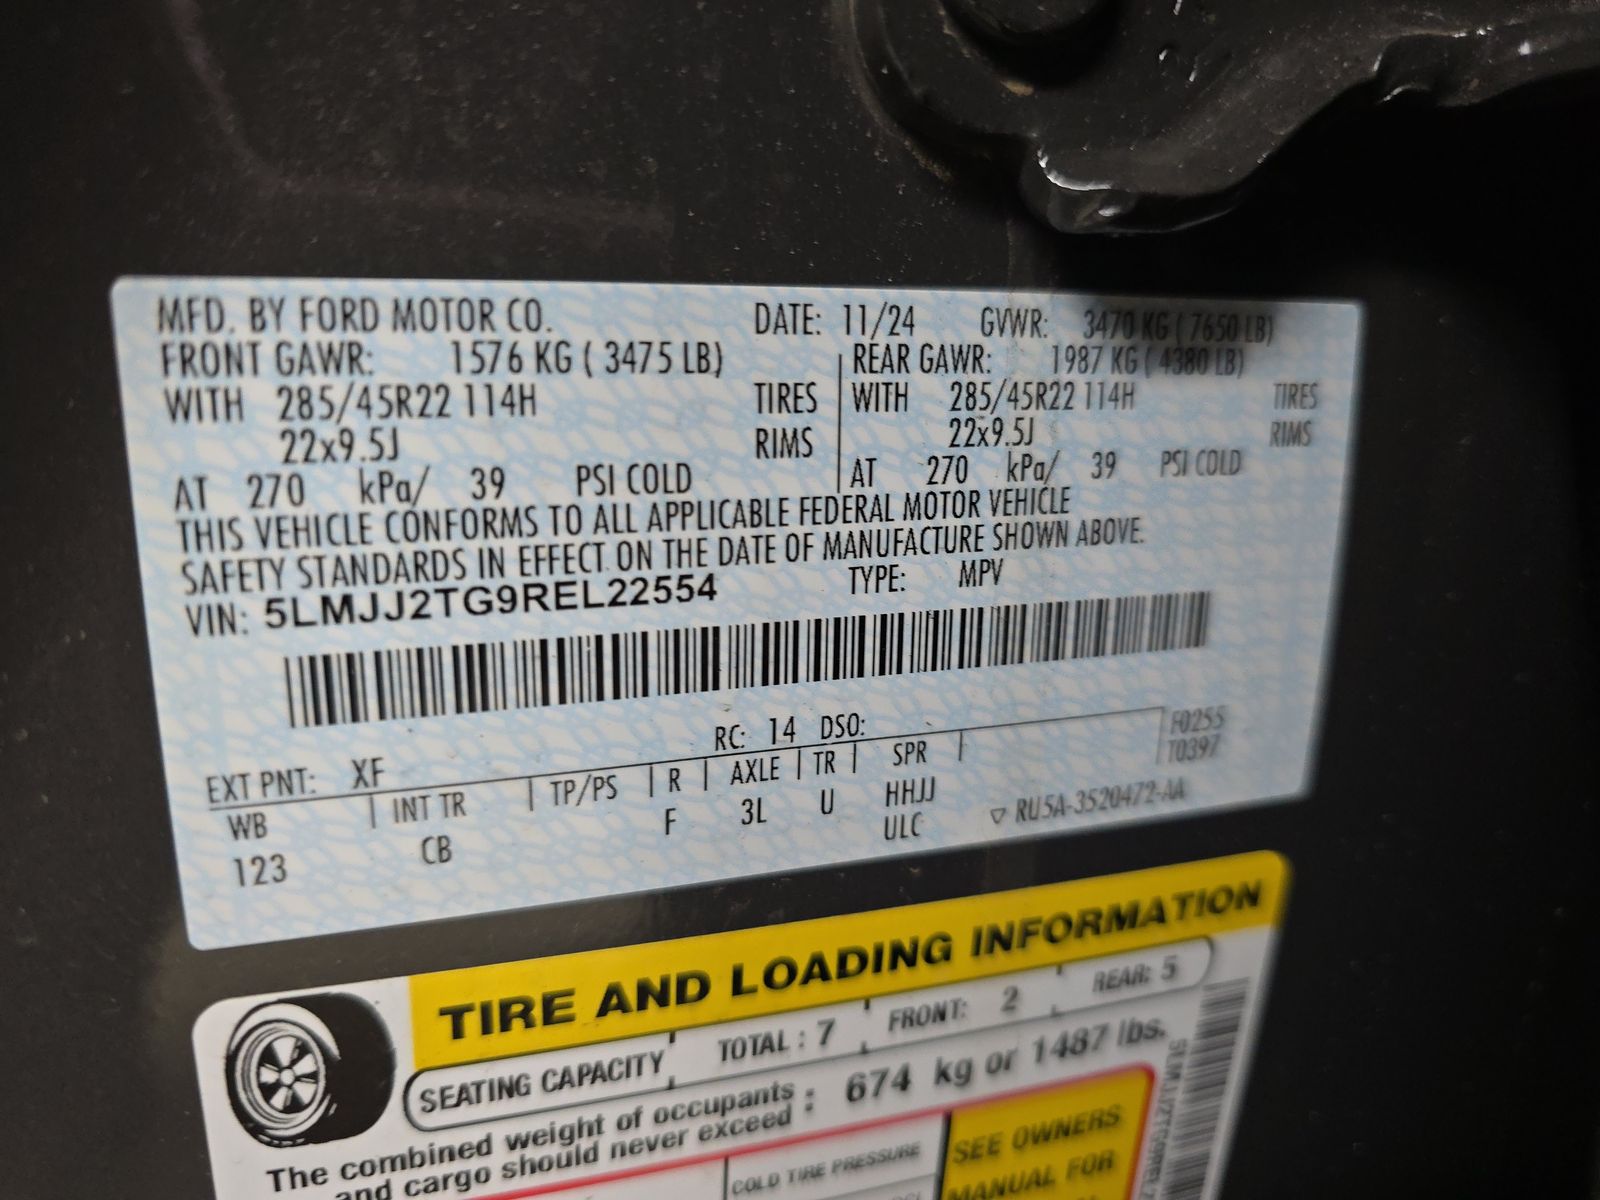 MFD. BY FORD MOTOR CO. DATE: 11/24 GVWR: 3470 KG ( 7650 LB)
FRONT GAWR: 1576 KG ( 3475 LB) REAR GAWR: 1987 KG ( 4380 LB)
WITH 285/45R22 114H TIRES WITH 285/45R22 114H TIRES
22x9.5J RIMS 22x9.5J RIMS
AT 270 kPa/ 39 PSI COLD AT 270 kPa/ 39 PSI COLD
THIS VEHICLE CONFORMS TO ALL APPLICABLE FEDERAL MOTOR VEHICLE
SAFETY STANDARDS IN EFFECT ON THE DATE OF MANUFACTURE SHOWN ABOVE.
VIN: 5LMJJ2TG9REL22554 TYPE: MPV
EXT PNT: XF RC: 14 DSO: F0255
WB INT TR TP/PS R AXLE TR SPR T0397
123 CB F 3L U HHJJ
ULC RU5A-3520472-AA
TIRE AND LOADING INFORMATION
SEATING CAPACITY TOTAL : 7 FRONT: 2 REAR: 5
The combined weight of occupants
and cargo should never exceed : 674 kg or 1487 lbs.
COLD TIRE PRESSURE
SEE OWNERS
MANUAL FOR